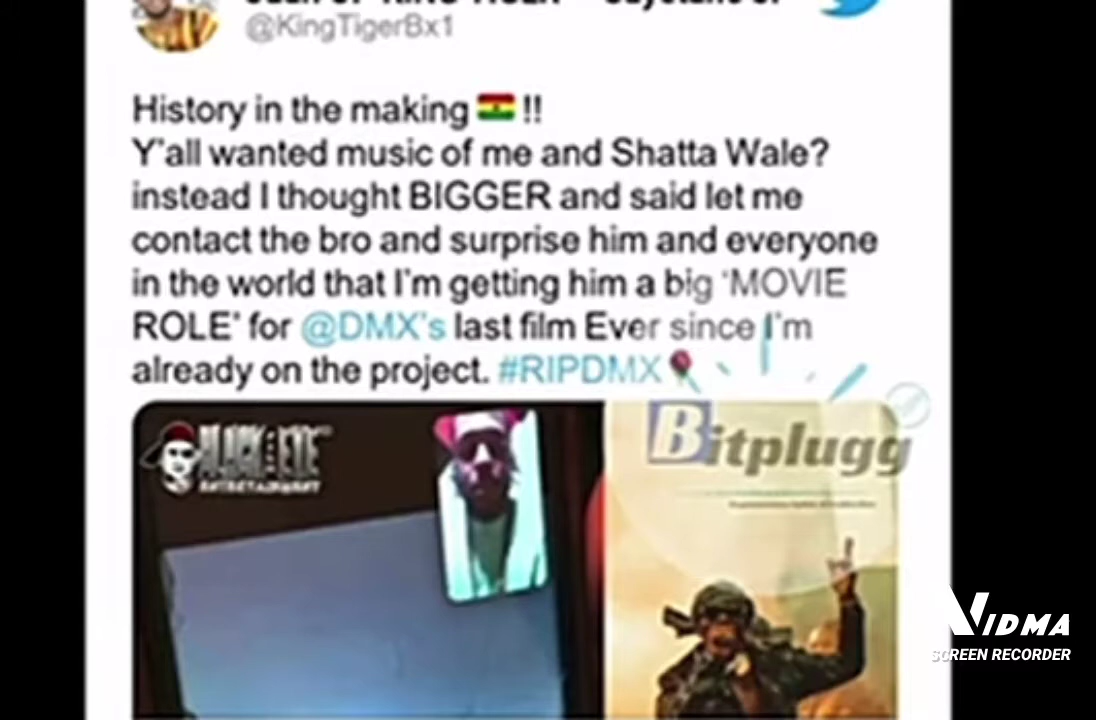 @KingTigerBx1
History in the making 🇬🇭 !!
Y'all wanted music of me and Shatta Wale?
instead I thought BIGGER and said let me
contact the bro and surprise him and everyone
in the world that I'm getting him a big 'MOVIE
ROLE' for @DMX's last film Ever since I'm
already on the project. #RIPDMX🌹
ENTERTAINMENT
Bitplugg
VIDMA
SCREEN RECORDER